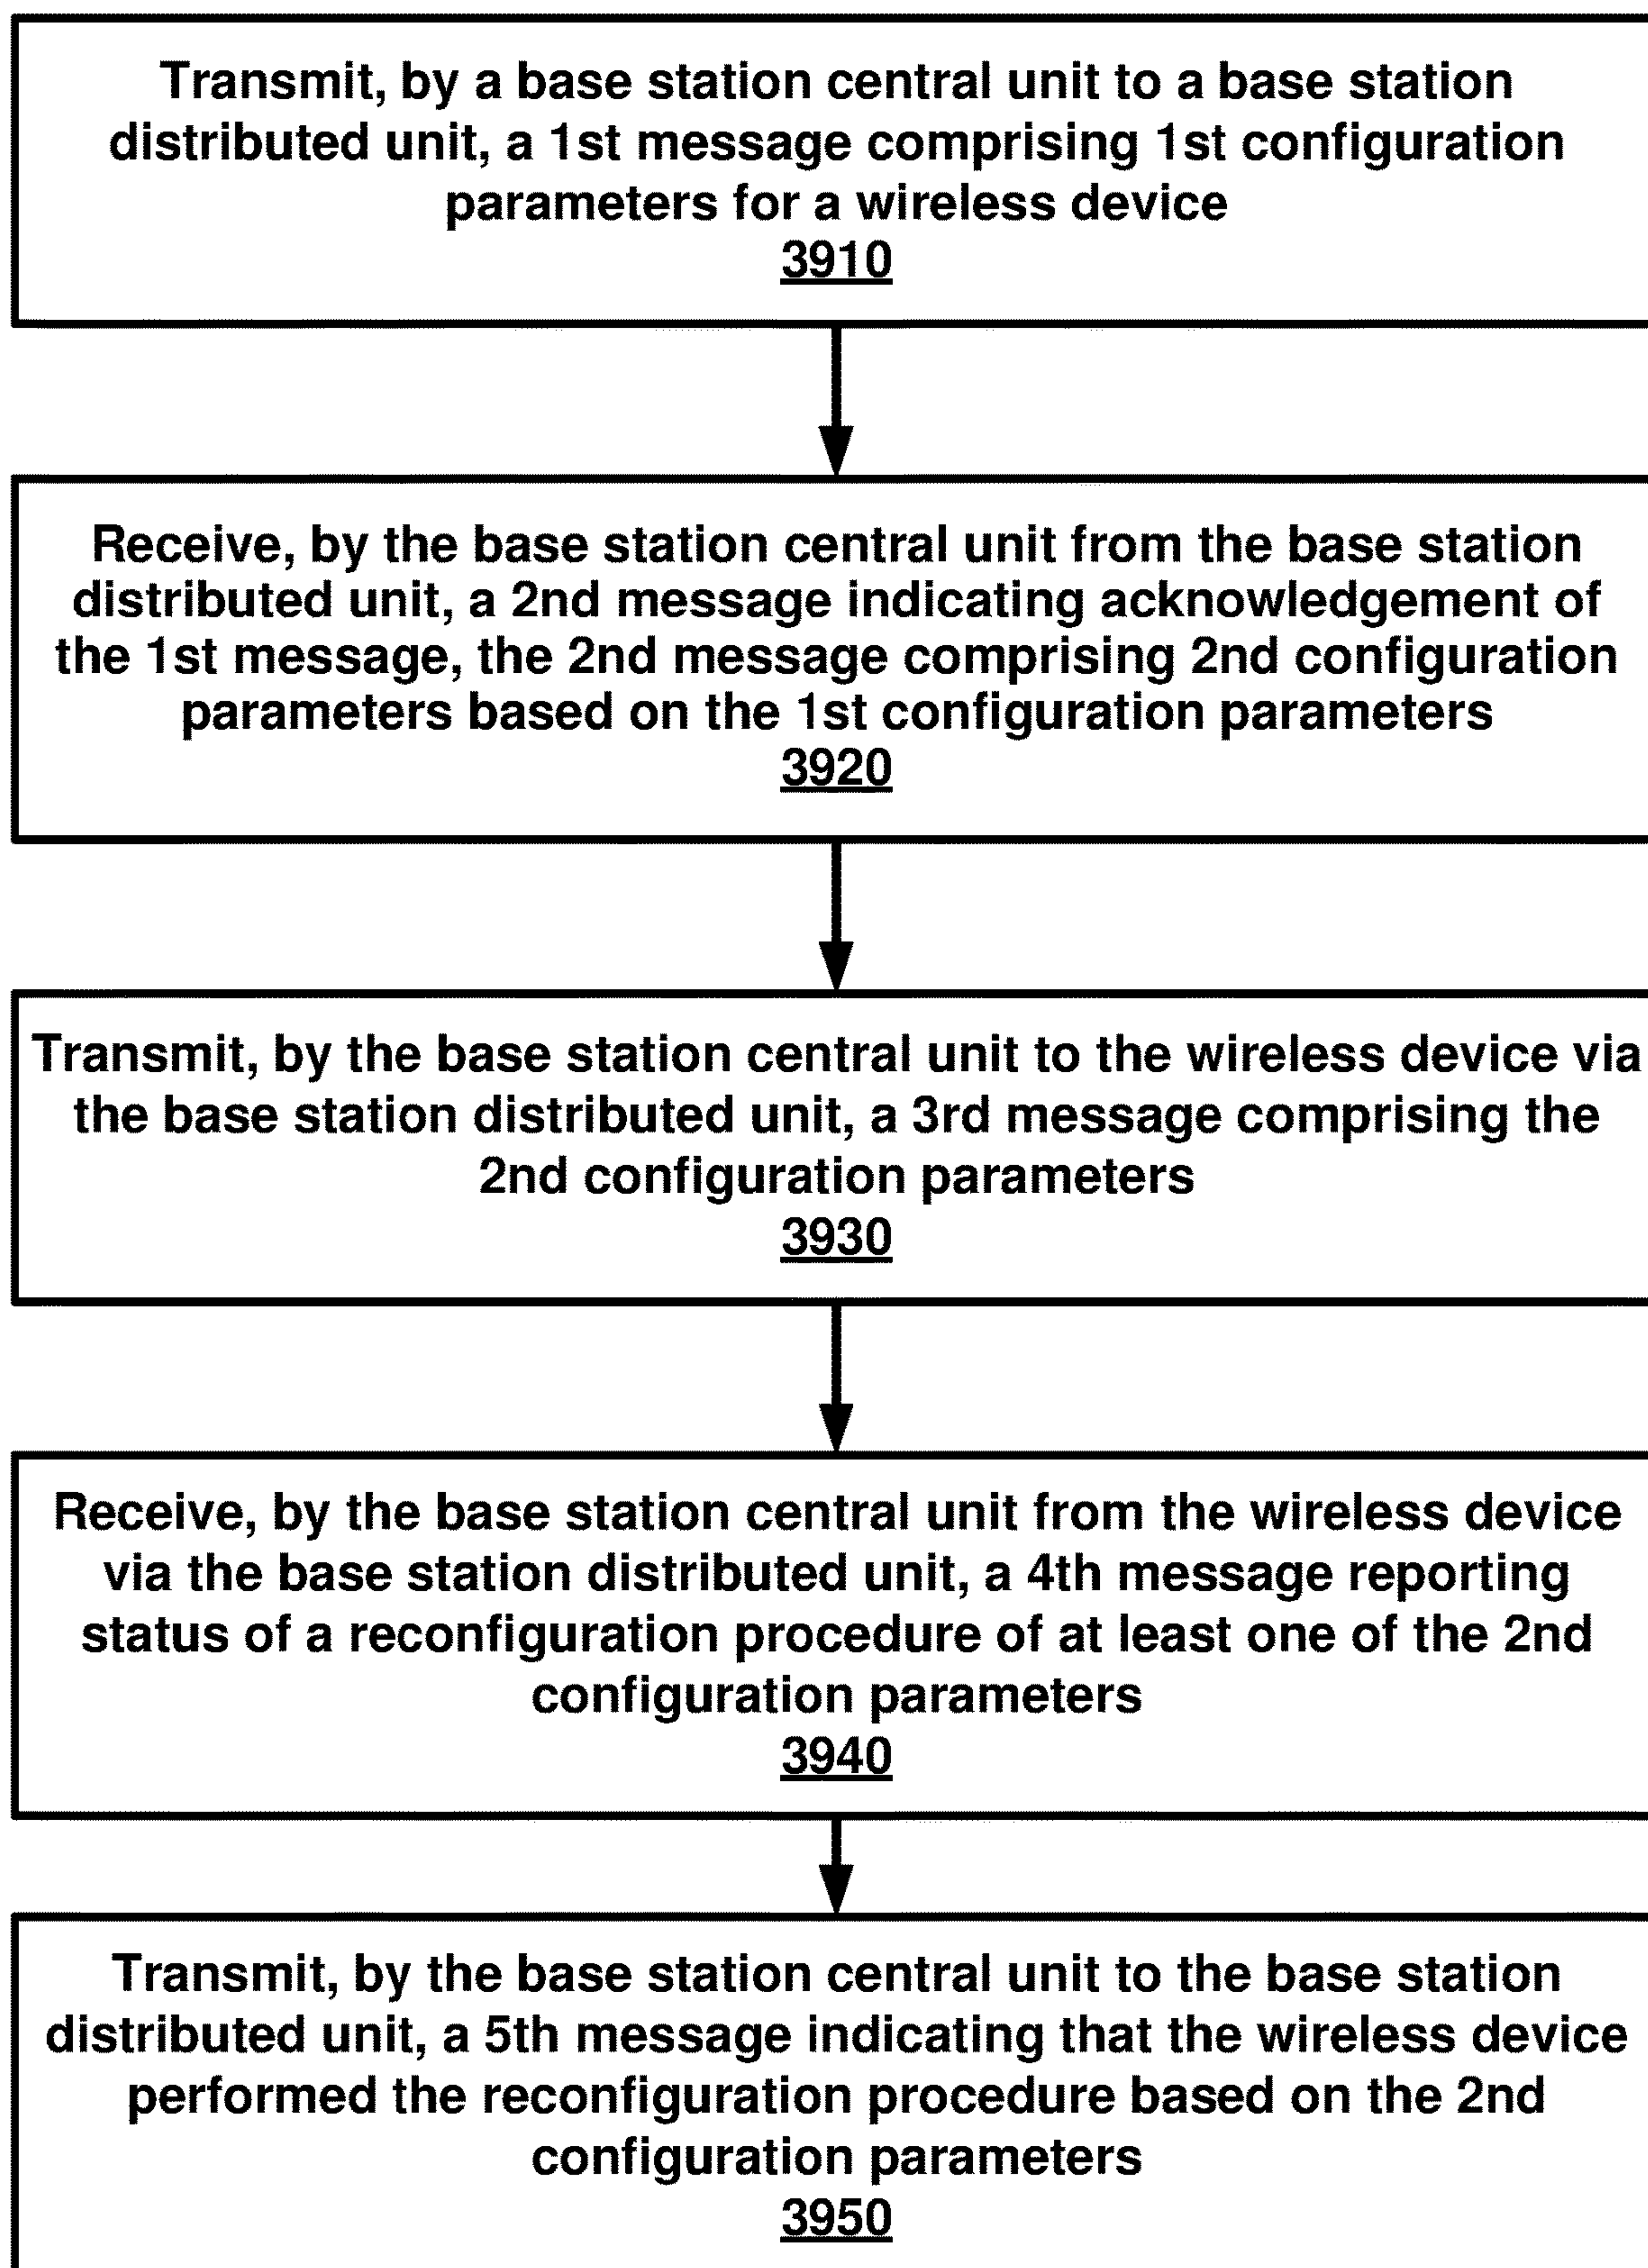 Transmit, by a base station central unit to a base station
distributed unit, a 1st message comprising 1st configuration
parameters for a wireless device
3910
Receive, by the base station central unit from the base station
distributed unit, a 2nd message indicating acknowledgement of
the 1st message, the 2nd message comprising 2nd configuration
parameters based on the 1st configuration parameters
3920
Transmit, by the base station central unit to the wireless device via
the base station distributed unit, a 3rd message comprising the
2nd configuration parameters
3930
Receive, by the base station central unit from the wireless device
via the base station distributed unit, a 4th message reporting
status of a reconfiguration procedure of at least one of the 2nd
configuration parameters
3940
Transmit, by the base station central unit to the base station
distributed unit, a 5th message indicating that the wireless device
performed the reconfiguration procedure based on the 2nd
configuration parameters
3950